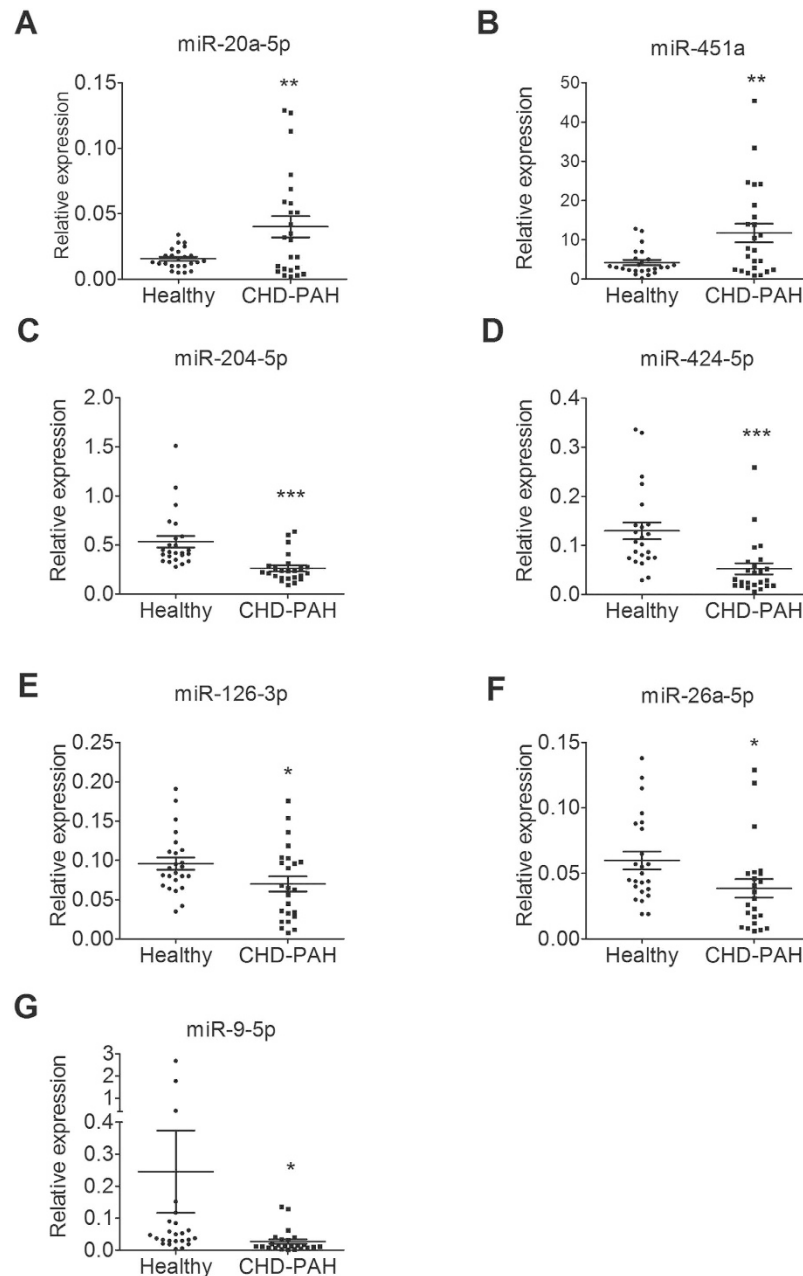 A
miR-20a-5p
Relative expression
0.15
0.10
0.05
0.00
**
Healthy
CHD-PAH
B
miR-451a
Relative expression
50
40
30
20
10
0
**
Healthy
CHD-PAH
C
miR-204-5p
Relative expression
2.0
1.5
1.0
0.5
0.0
***
Healthy
CHD-PAH
D
miR-424-5p
Relative expression
0.4
0.3
0.2
0.1
0.0
***
Healthy
CHD-PAH
E
miR-126-3p
Relative expression
0.25
0.20
0.15
0.10
0.05
0.00
*
Healthy
CHD-PAH
F
miR-26a-5p
Relative expression
0.15
0.10
0.05
0.00
*
Healthy
CHD-PAH
G
miR-9-5p
Relative expression
3
2
1
0.4
0.3
0.2
0.1
0.0
*
Healthy
CHD-PAH